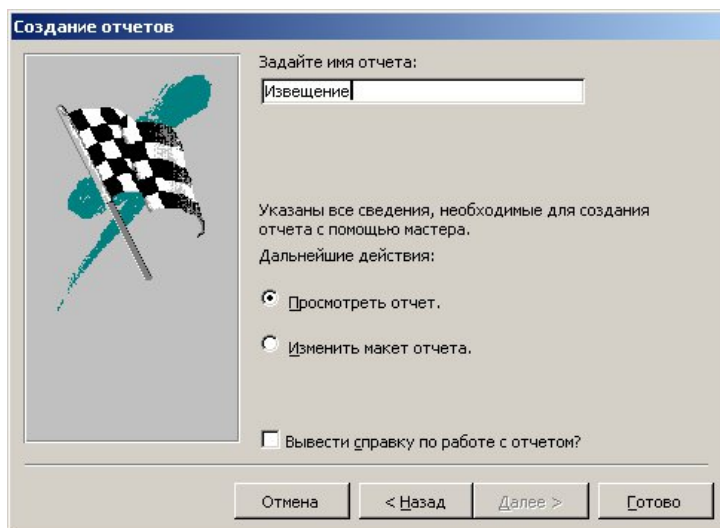 Создание отчетов
Задайте имя отчета:
Извещение
Указаны все сведения, необходимые для создания
отчета с помощью мастера.
Дальнейшие действия:
Просмотреть отчет.
Изменить макет отчета.
Вывести справку по работе с отчетом?
Отмена
< Назад
Далее >
Готово